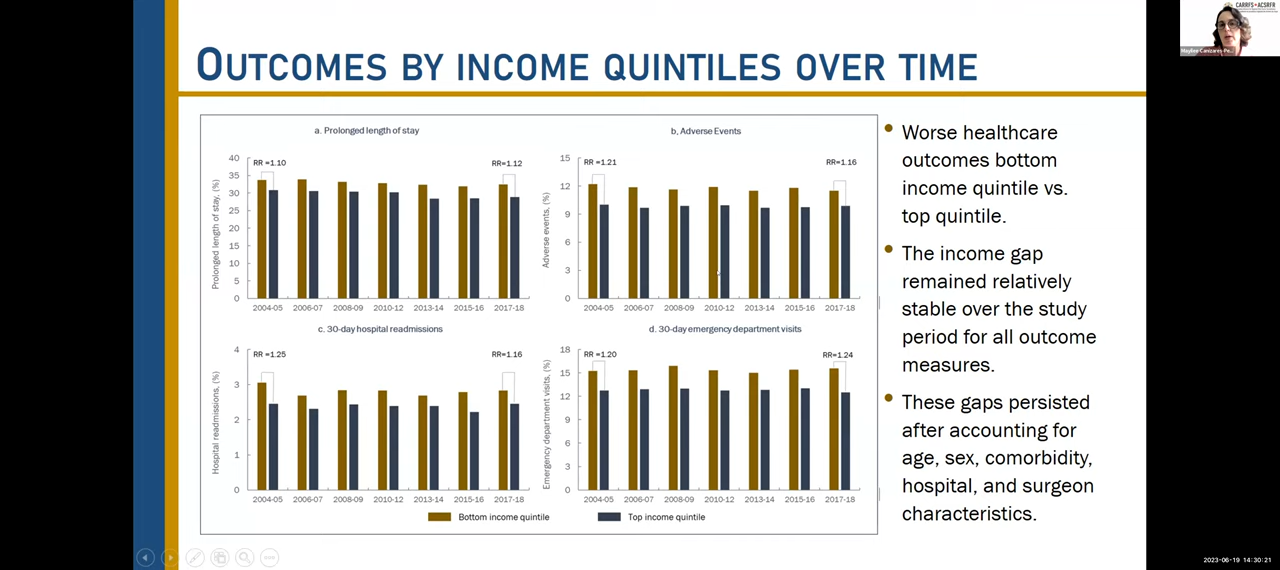 CARRFS • ACSRFR
OUTCOMES BY INCOME QUINTILES OVER TIME
a. Prolonged length of stay
Prolonged length of stay, (%)
40
35
30
25
20
15
10
5
0
RR =1.10
RR=1.12
2004-05 2006-07 2008-09 2010-12 2013-14 2015-16 2017-18
b, Adverse Events
Adverse events, (%)
15
12
9
6
3
0
RR =1.21
RR=1.16
2004-05 2006-07 2008-09 2010-12 2013-14 2015-16 2017-18
c. 30-day hospital readmissions
Hospital readmissions, (%)
4
3
2
1
0
RR =1.25
RR=1.16
2004-05 2006-07 2008-09 2010-12 2013-14 2015-16 2017-18
d. 30-day emergency department visits
Emergency department visits, (%)
18
15
12
9
6
3
0
RR =1.20
RR=1.24
2004-05 2006-07 2008-09 2010-12 2013-14 2015-16 2017-18
Bottom income quintile
Top income quintile
Worse healthcare
outcomes bottom
income quintile vs.
top quintile.
The income gap
remained relatively
stable over the study
period for all outcome
measures.
These gaps persisted
after accounting for
age, sex, comorbidity,
hospital, and surgeon
characteristics.
Mayilee Canizares Pe...
2023-06-19 14:30:21